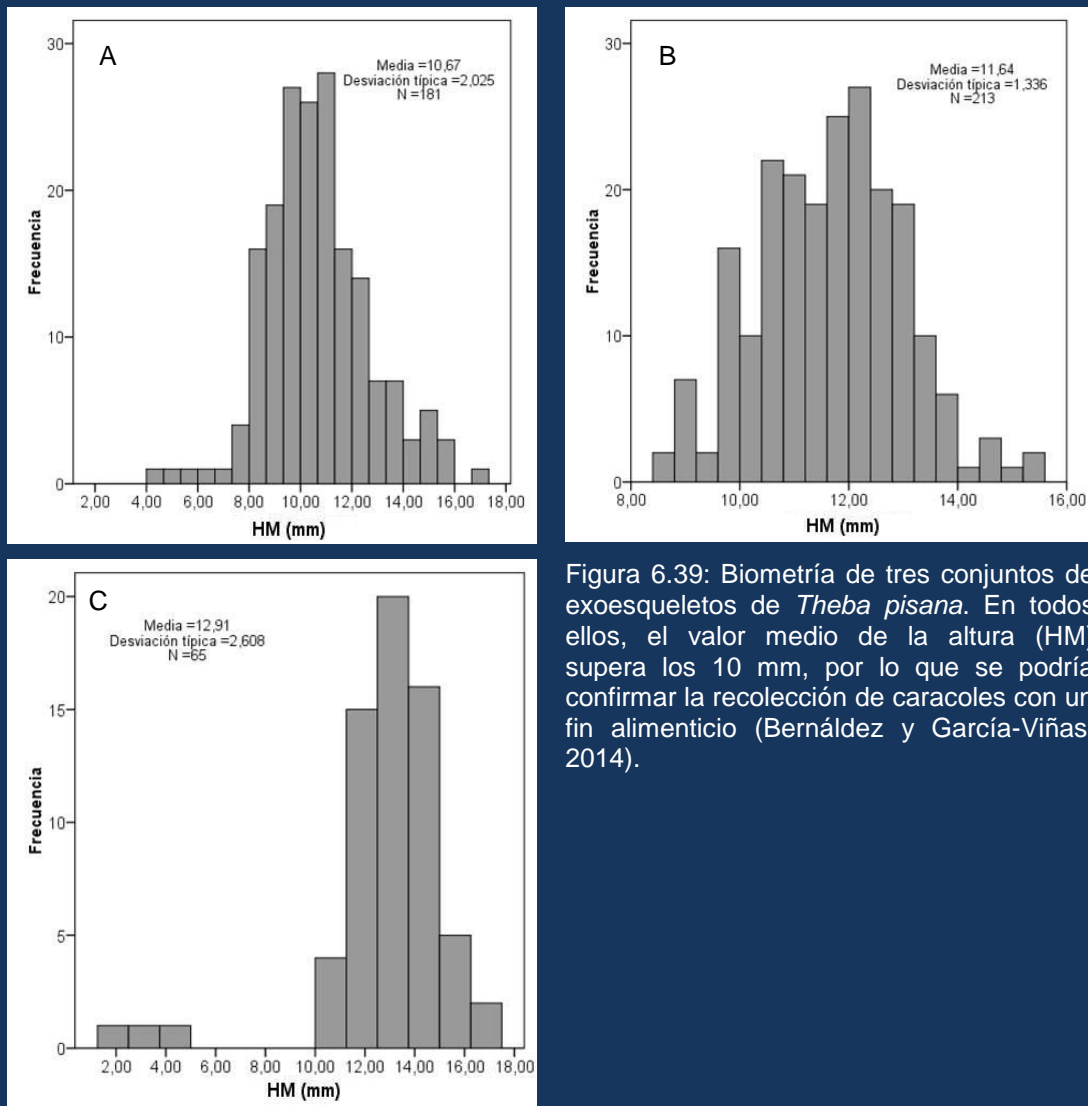 A
Media =10,67
Desviación típica =2,025
N =181
30
20
10
0
Frecuencia
2,00 4,00 6,00 8,00 10,00 12,00 14,00 16,00 18,00
HM (mm)
B
Media =11,64
Desviación típica =1,336
N =213
30
20
10
0
Frecuencia
8,00 10,00 12,00 14,00 16,00
HM (mm)
C
Media =12,91
Desviación típica =2,608
N =65
20
15
10
5
0
Frecuencia
2,00 4,00 6,00 8,00 10,00 12,00 14,00 16,00 18,00
HM (mm)
Figura 6.39: Biometría de tres conjuntos de
exoesqueletos de Theba pisana. En todos
ellos, el valor medio de la altura (HM)
supera los 10 mm, por lo que se podría
confirmar la recolección de caracoles con un
fin alimenticio (Bernáldez y García-Viñas
2014).